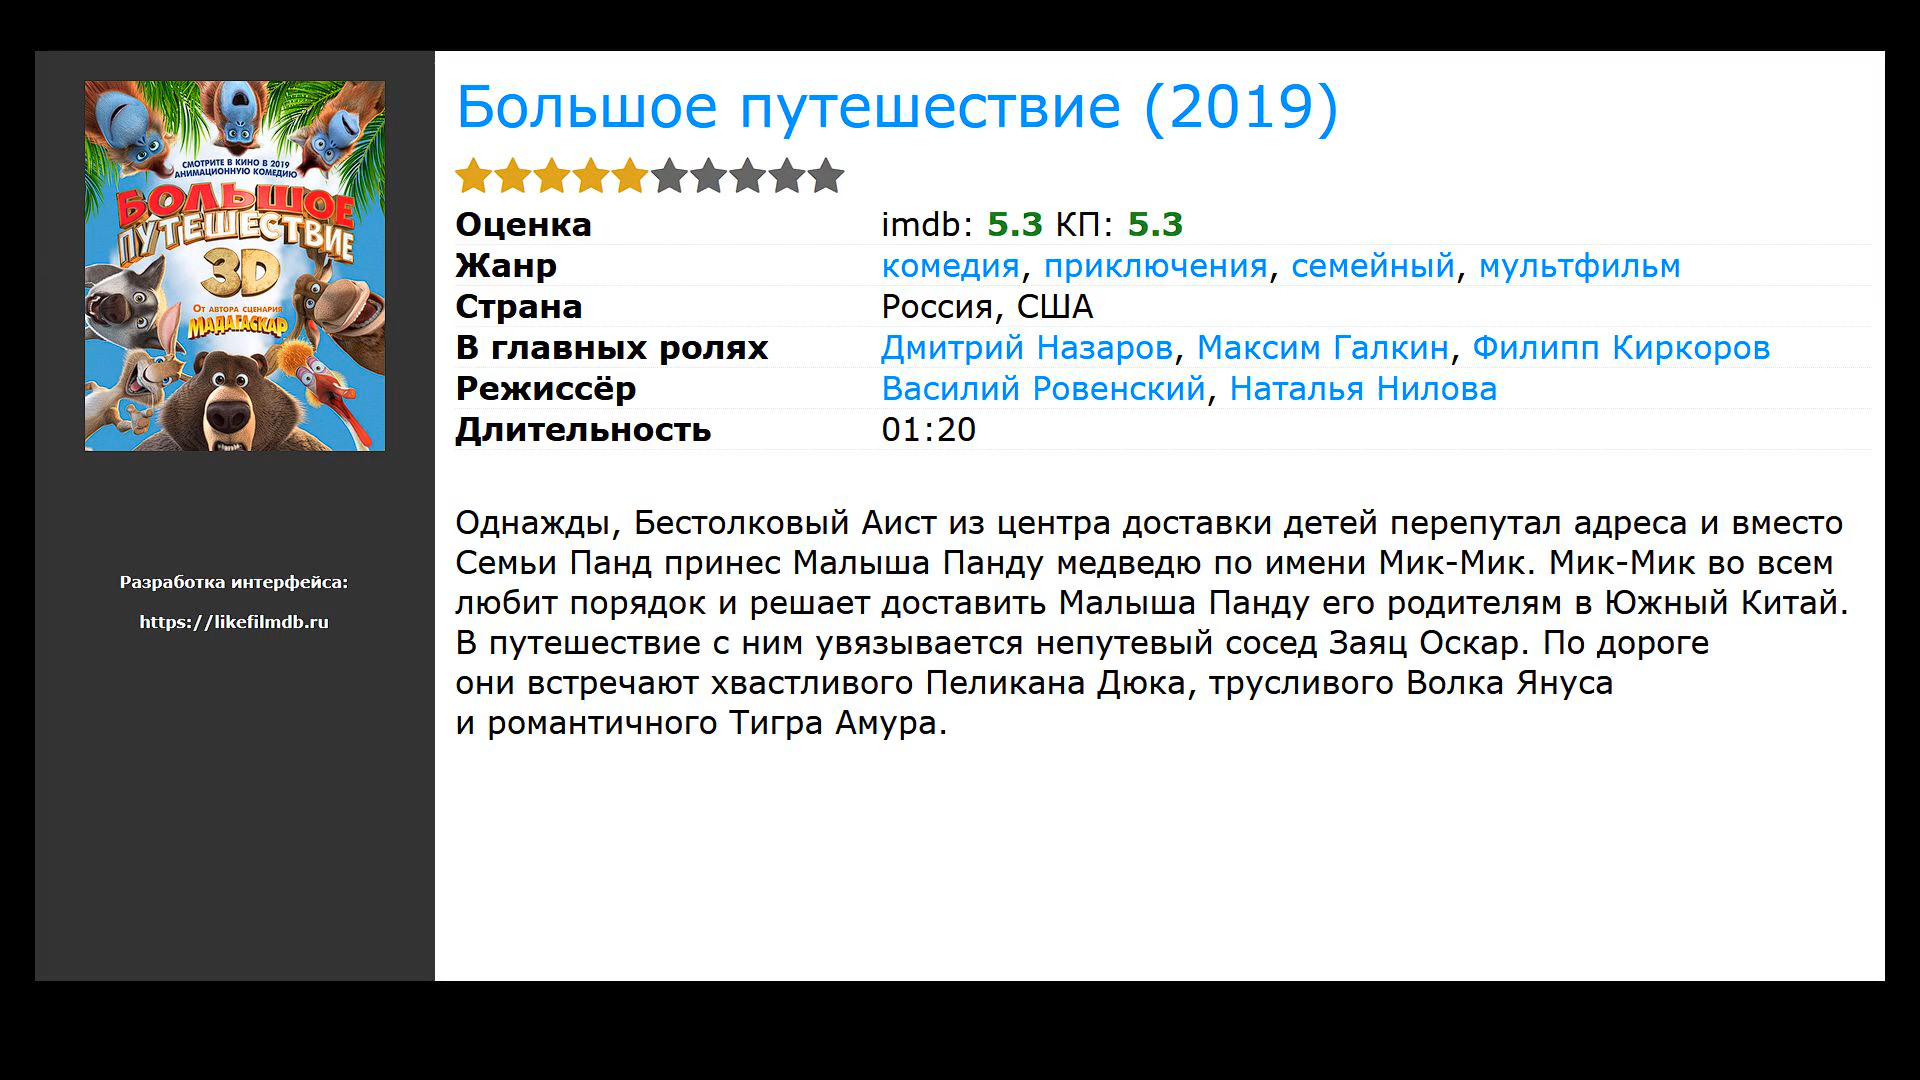 СМОТРИТЕ В КИНО В 2019
АНИМАЦИОННУЮ КОМЕДИЮ
БОЛЬШОЕ
ПУТЕШЕСТВИЕ
3D
ОТ АВТОРА СЦЕНАРИЯ
МАДАГАСКАР
Разработка интерфейса:
https://likefilmdb.ru
Большое путешествие (2019)
Оценка imdb: 5.3 КП: 5.3
Жанр комедия, приключения, семейный, мультфильм
Страна Россия, США
В главных ролях Дмитрий Назаров, Максим Галкин, Филипп Киркоров
Режиссёр Василий Ровенский, Наталья Нилова
Длительность 01:20
Однажды, Бестолковый Аист из центра доставки детей перепутал адреса и вместо
Семьи Панд принес Малыша Панду медведю по имени Мик-Мик. Мик-Мик во всем
любит порядок и решает доставить Малыша Панду его родителям в Южный Китай.
В путешествие с ним увязывается непутевый сосед Заяц Оскар. По дороге
они встречают хвастливого Пеликана Дюка, трусливого Волка Януса
и романтичного Тигра Амура.